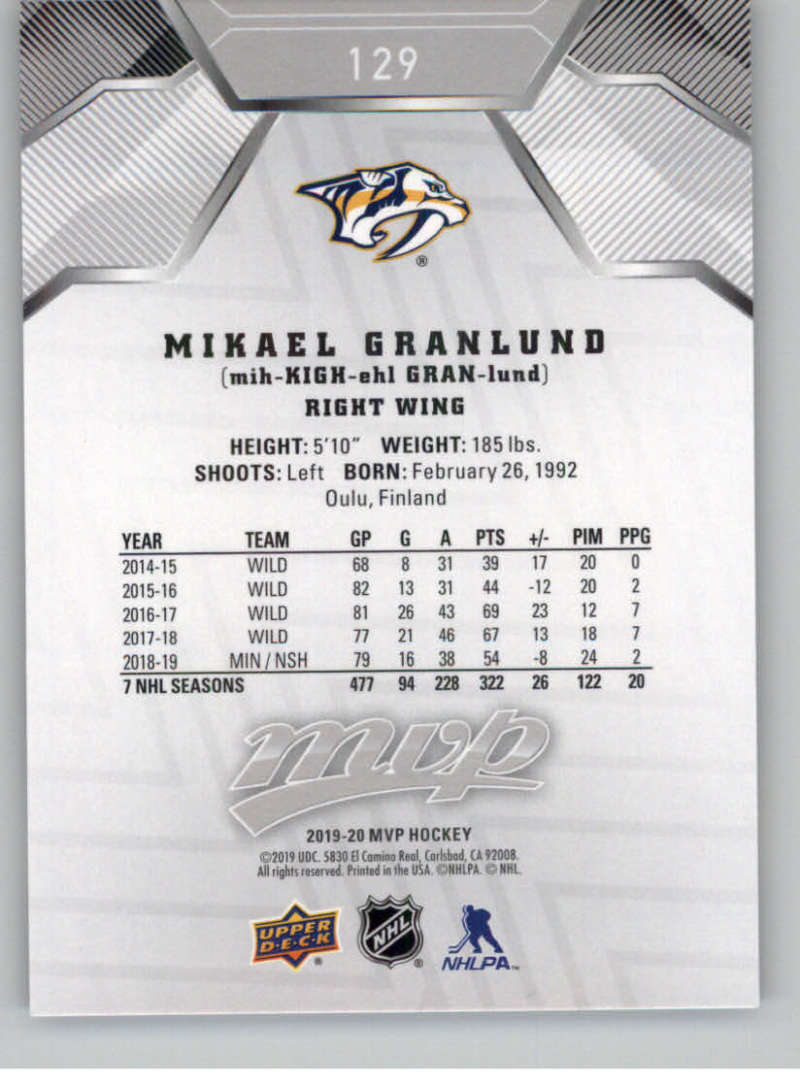 129
®
MIKAEL GRANLUND
(mih-KIGH-ehl GRAN-lund)
RIGHT WING
HEIGHT: 5'10" WEIGHT: 185 lbs.
SHOOTS: Left BORN: February 26, 1992
Oulu, Finland
YEAR TEAM GP G A PTS +/- PIM PPG
2014-15 WILD 68 8 31 39 17 20 0
2015-16 WILD 82 13 31 44 -12 20 2
2016-17 WILD 81 26 43 69 23 12 7
2017-18 WILD 77 21 46 67 13 18 7
2018-19 MIN / NSH 79 16 38 54 -8 24 2
7 NHL SEASONS 477 94 228 322 26 122 20
mvp
2019-20 MVP HOCKEY
©2019 UDC. 5830 El Camino Real, Carlsbad, CA 92008.
All rights reserved. Printed in the USA. ©NHLPA. © NHL.
UPPER DECK ® NHL ® NHLPA™